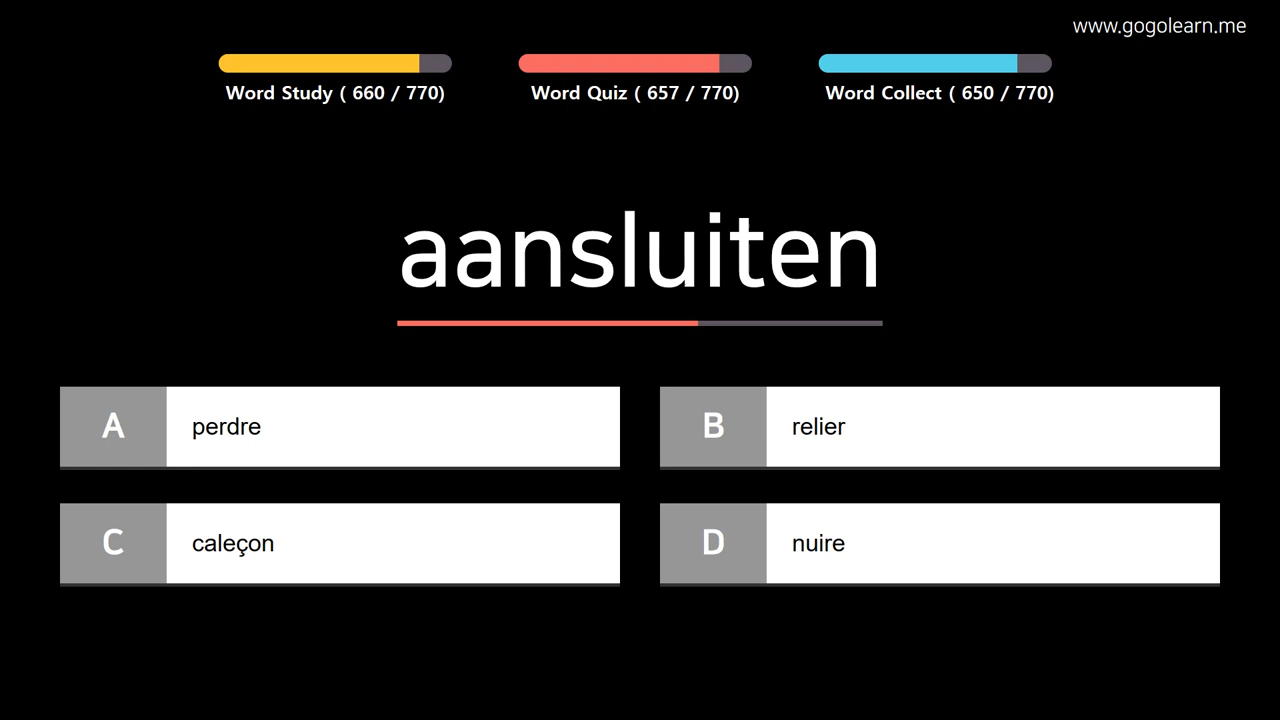 www.gogolearn.me
Word Study ( 660 / 770)
Word Quiz ( 657 / 770)
Word Collect ( 650 / 770)
aansluiten
A perdre
B relier
C caleçon
D nuire